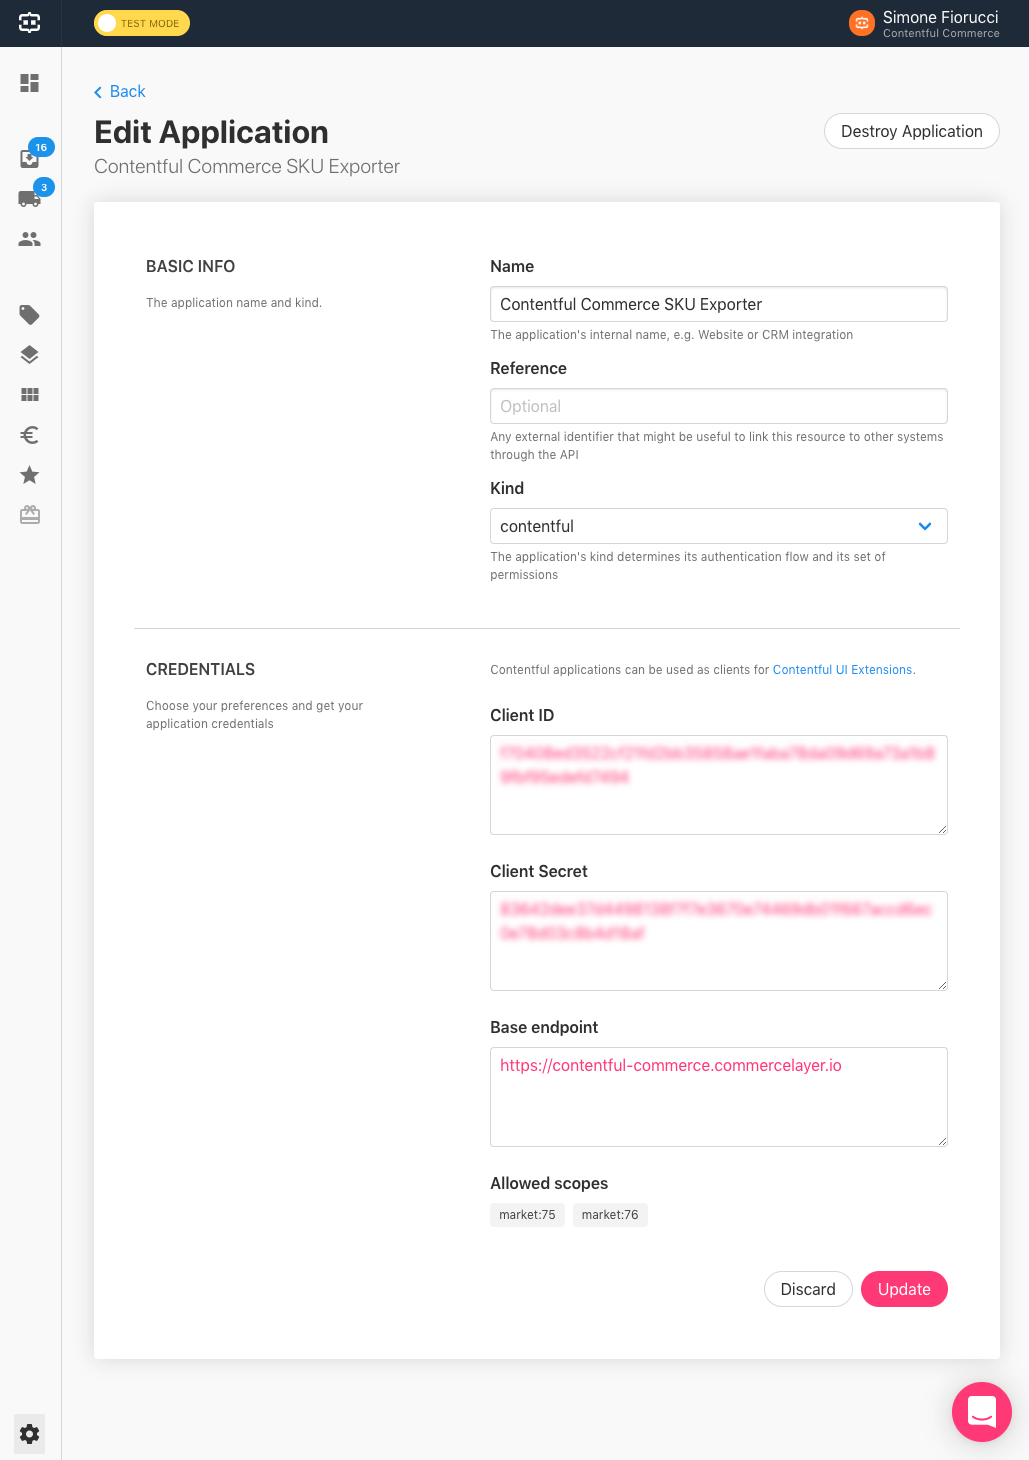 TEST MODE
Simone Fiorucci
Contentful Commerce
Back
Edit Application
Destroy Application
Contentful Commerce SKU Exporter
16
3
BASIC INFO
The application name and kind.
Name
Contentful Commerce SKU Exporter
The application's internal name, e.g. Website or CRM integration
Reference
Optional
Any external identifier that might be useful to link this resource to other systems
through the API
Kind
contentful
The application's kind determines its authentication flow and its set of
permissions
CREDENTIALS
Choose your preferences and get your
application credentials
Contentful applications can be used as clients for Contentful UI Extensions.
Client ID
Client Secret
Base endpoint
https://contentful-commerce.commercelayer.io
Allowed scopes
market:75 market:76
Discard Update